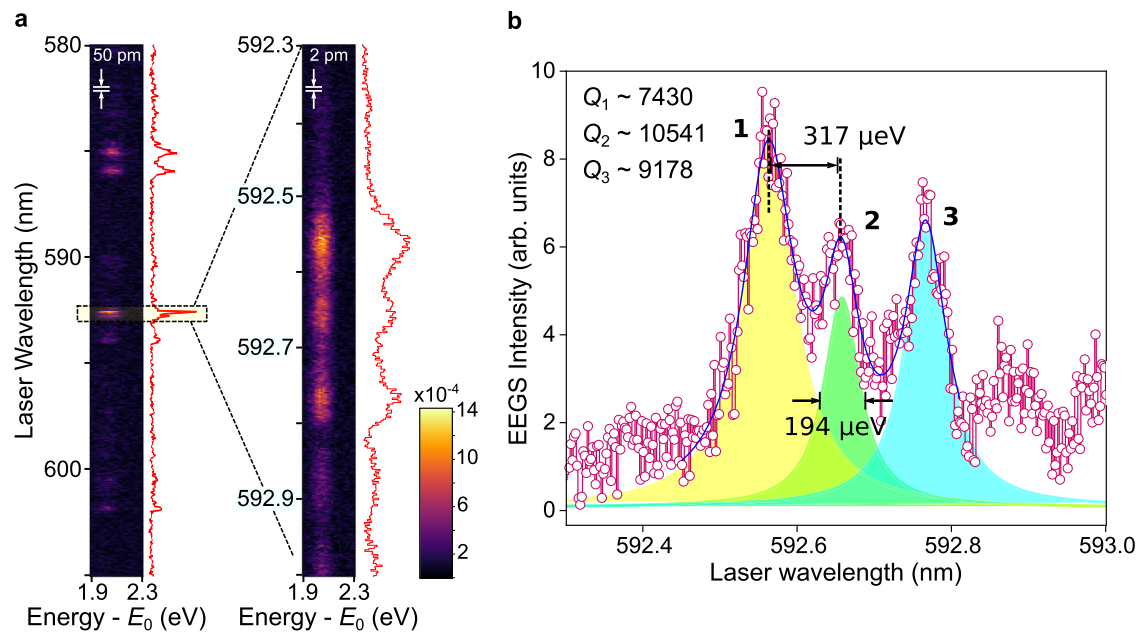 a
580
590
600
Laser Wavelength (nm)
50 pm
1.9
2.3
Energy - E₀ (eV)
592.3
592.5
592.7
592.9
2 pm
1.9
2.3
Energy - E₀ (eV)
x10⁻⁴
14
10
6
4
2
b
10
8
6
4
2
0
EEGS Intensity (arb. units)
Q₁ ~ 7430
Q₂ ~ 10541
Q₃ ~ 9178
1
317 µeV
2
3
194 µeV
592.4
592.6
592.8
593.0
Laser wavelength (nm)